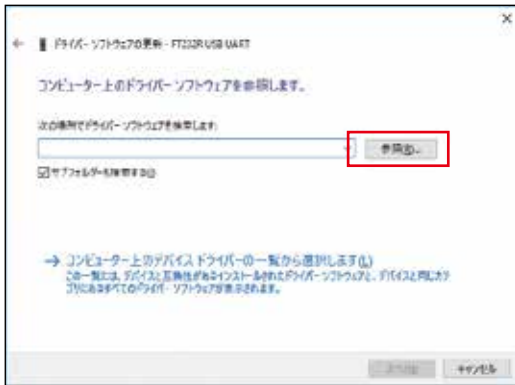 ドライバー ソフトウェアの更新 - FT232R USB UART
コンピューター上のドライバー ソフトウェアを参照します。
次の場所でドライバー ソフトウェアを検索します:
参照(R)...
サブフォルダーも検索する(I)
→ コンピューター上のデバイス ドライバーの一覧から選択します(L)
この一覧には、デバイスと互換性があるインストールされたドライバー ソフトウェアと、デバイスと同じカテ
ゴリにあるすべてのドライバー ソフトウェアが表示されます。
次へ(N) キャンセル